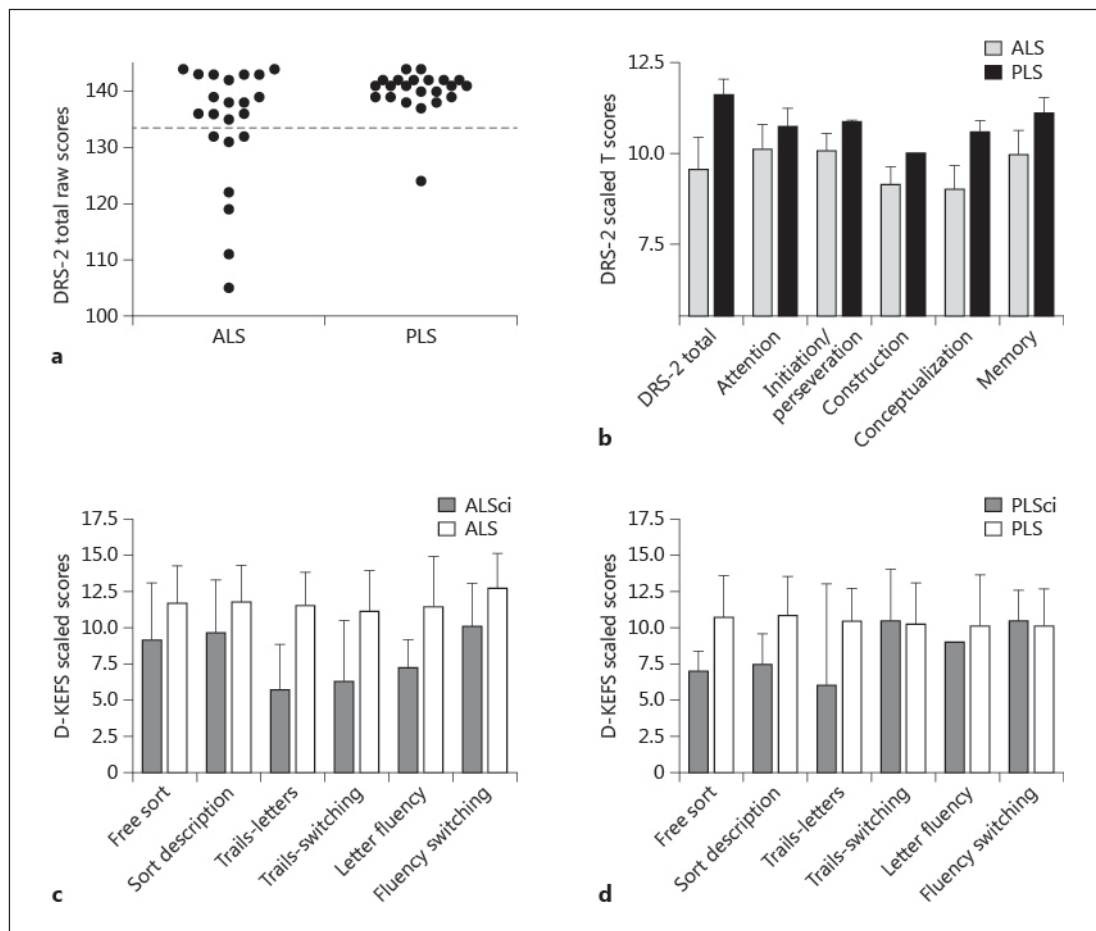 140
130
120
110
100
DRS-2 total raw scores
ALS
PLS
a
ALS
PLS
12.5
10.0
7.5
DRS-2 scaled T scores
DRS-2 total
Attention
Initiation/
perseveration
Construction
Conceptualization
Memory
b
ALSci
ALS
17.5
15.0
12.5
10.0
7.5
5.0
2.5
0
D-KEFS scaled scores
Free sort
Sort description
Trails-letters
Trails-switching
Letter fluency
Fluency switching
c
PLSci
PLS
17.5
15.0
12.5
10.0
7.5
5.0
2.5
0
D-KEFS scaled scores
Free sort
Sort description
Trails-letters
Trails-switching
Letter fluency
Fluency switching
d